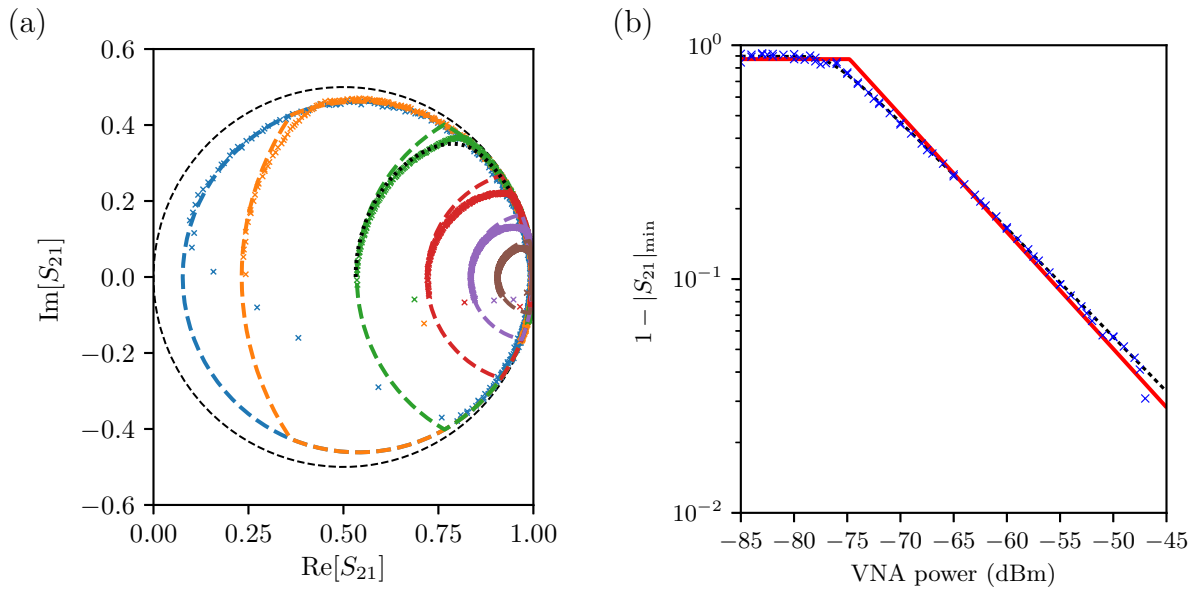 (a)
0.6
0.4
0.2
0.0
−0.2
−0.4
−0.6
Im[S₂₁]
0.00 0.25 0.50 0.75 1.00
Re[S₂₁]
(b)
10⁰
10⁻¹
10⁻²
1 − |S₂₁|min
−85 −80 −75 −70 −65 −60 −55 −50 −45
VNA power (dBm)